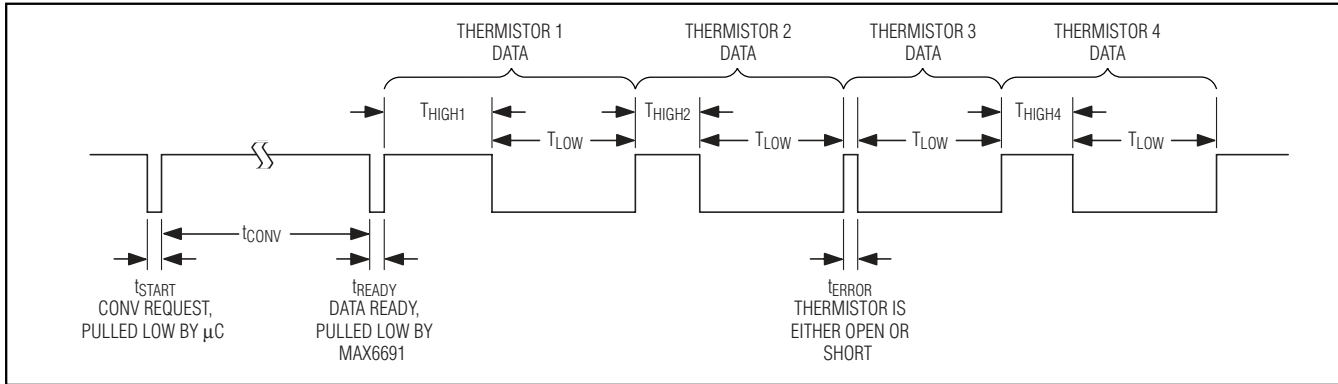 THERMISTOR 1
DATA
THERMISTOR 2
DATA
THERMISTOR 3
DATA
THERMISTOR 4
DATA
THIGH1
THIGH2
THIGH4
TLOW
TLOW
TLOW
TLOW
tCONV
tSTART
CONV REQUEST,
PULLED LOW BY μC
tREADY
DATA READY,
PULLED LOW BY
MAX6691
tERROR
THERMISTOR IS
EITHER OPEN OR
SHORT